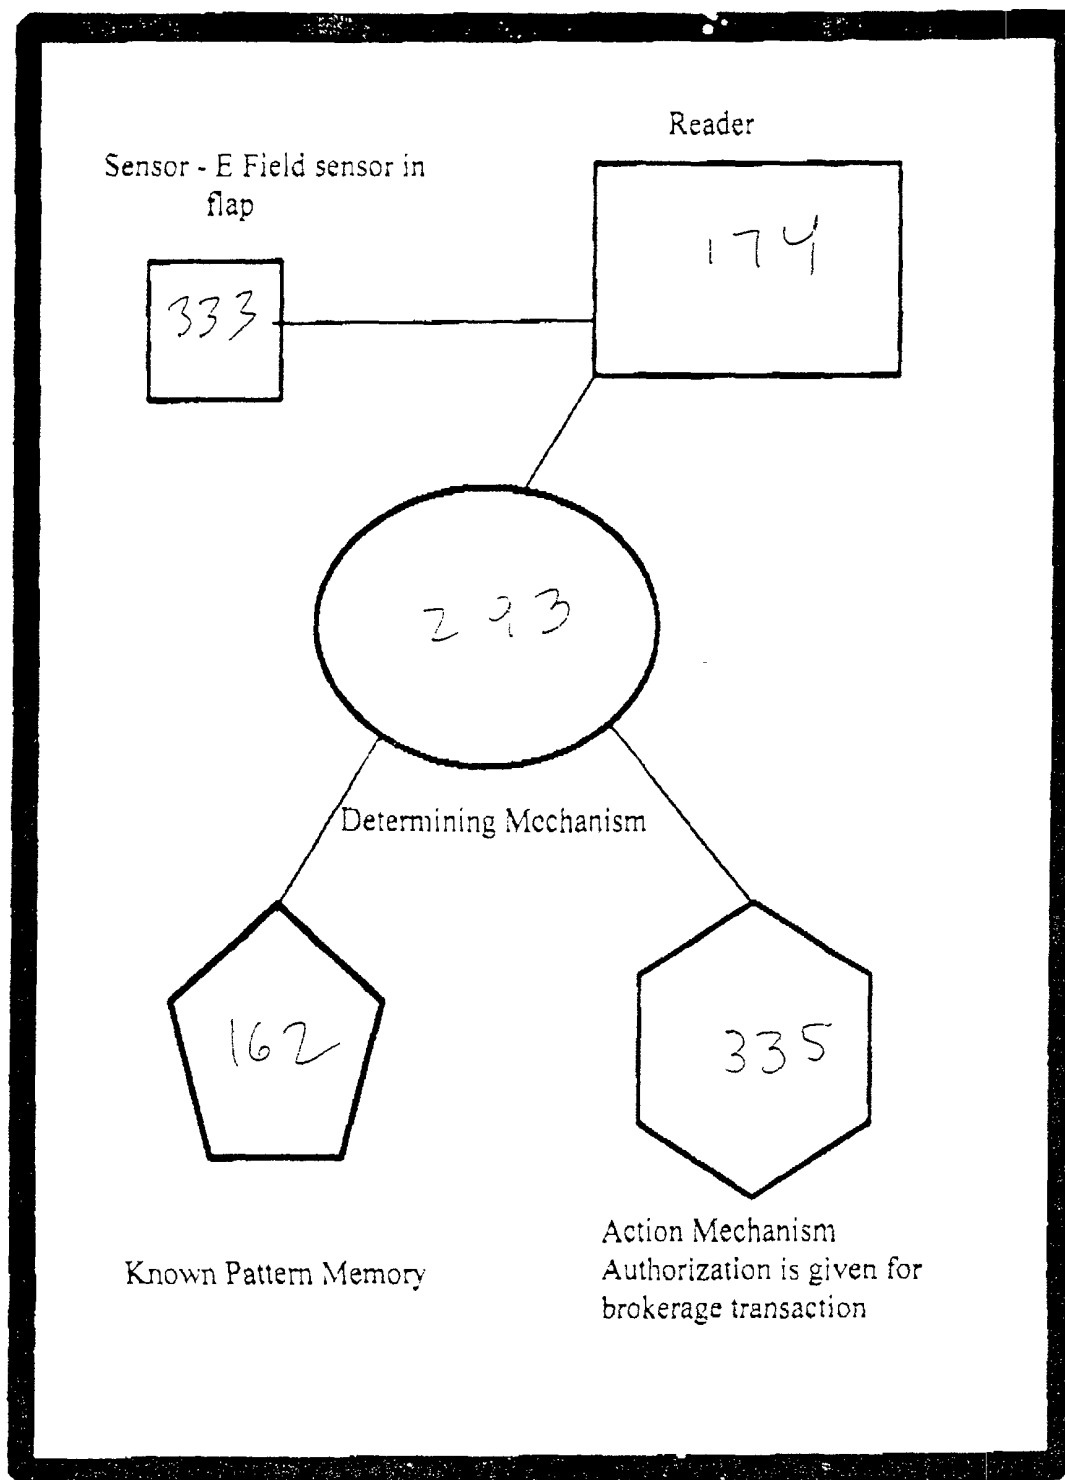 Reader
Sensor - E Field sensor in
flap
174
333
293
Determining Mechanism
162
335
Known Pattern Memory
Action Mechanism
Authorization is given for
brokerage transaction